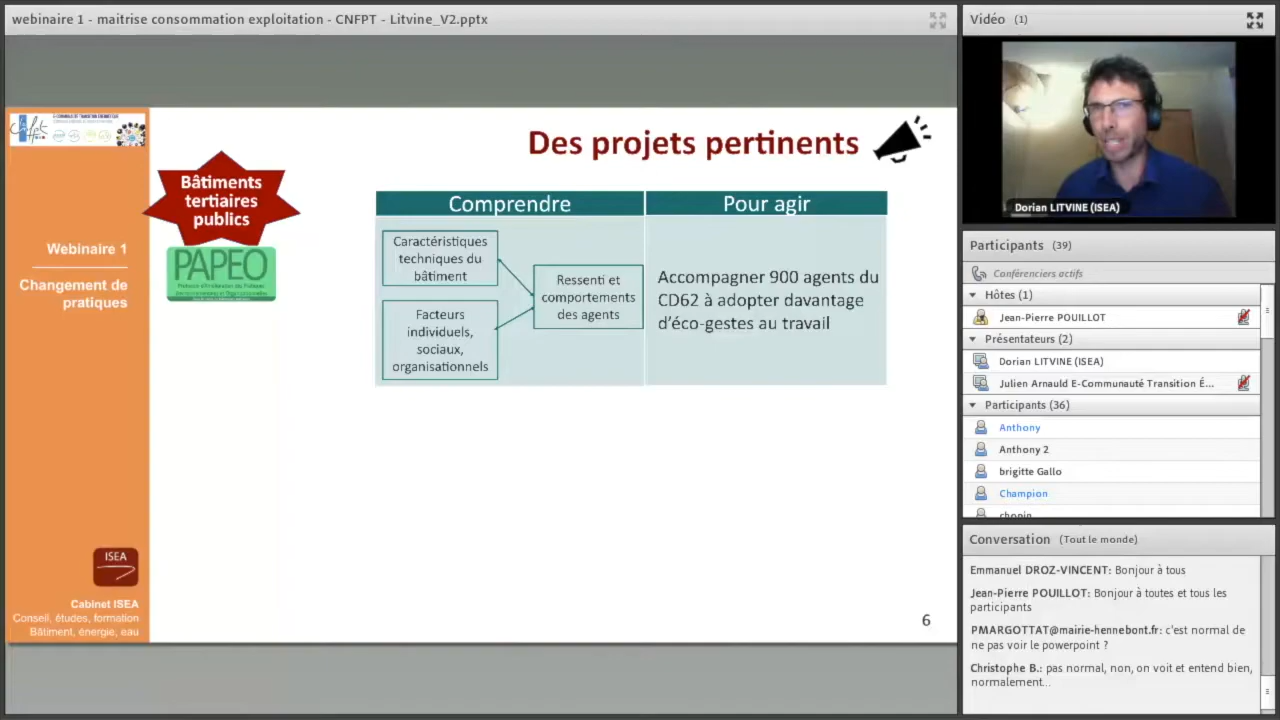 webinaire 1 - maitrise consommation exploitation - CNFPT - Litvine_V2.pptx
Webinaire 1
Changement de
pratiques
ISEA
Cabinet ISEA
Conseil, études, formation
Bâtiment, énergie, eau
Bâtiments
tertiaires
publics
PAPEO
Des projets pertinents
Comprendre
Pour agir
Caractéristiques
techniques du
bâtiment
Facteurs
individuels,
sociaux,
organisationnels
Ressenti et
comportements
des agents
Accompagner 900 agents du
CD62 à adopter davantage
d'éco-gestes au travail
6
Vidéo (1)
Dorian LITVINE (ISEA)
Participants (39)
Conférenciers actifs
Hôtes (1)
Jean-Pierre POUILLOT
Présentateurs (2)
Dorian LITVINE (ISEA)
Julien Arnauld E-Communauté Transition É...
Participants (36)
Anthony
Anthony 2
brigitte Gallo
Champion
Conversation (Tout le monde)
Emmanuel DROZ-VINCENT: Bonjour à tous
Jean-Pierre POUILLOT: Bonjour à toutes et tous les
participants
PMARGOTTAT@mairie-hennebont.fr: c'est normal de
ne pas voir le powerpoint ?
Christophe B.: pas normal, non, on voit et entend bien,
normalement...